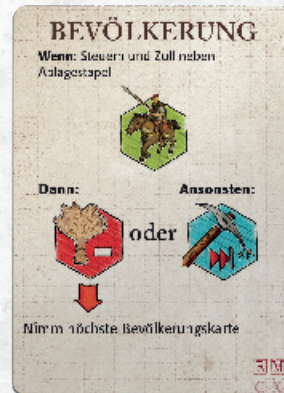 BEVÖLKERUNG
Wenn: Steuern und Zoll neben
Ablagestapel
Dann: Ansonsten:
oder
Nimm höchste Bevölkerungskarte